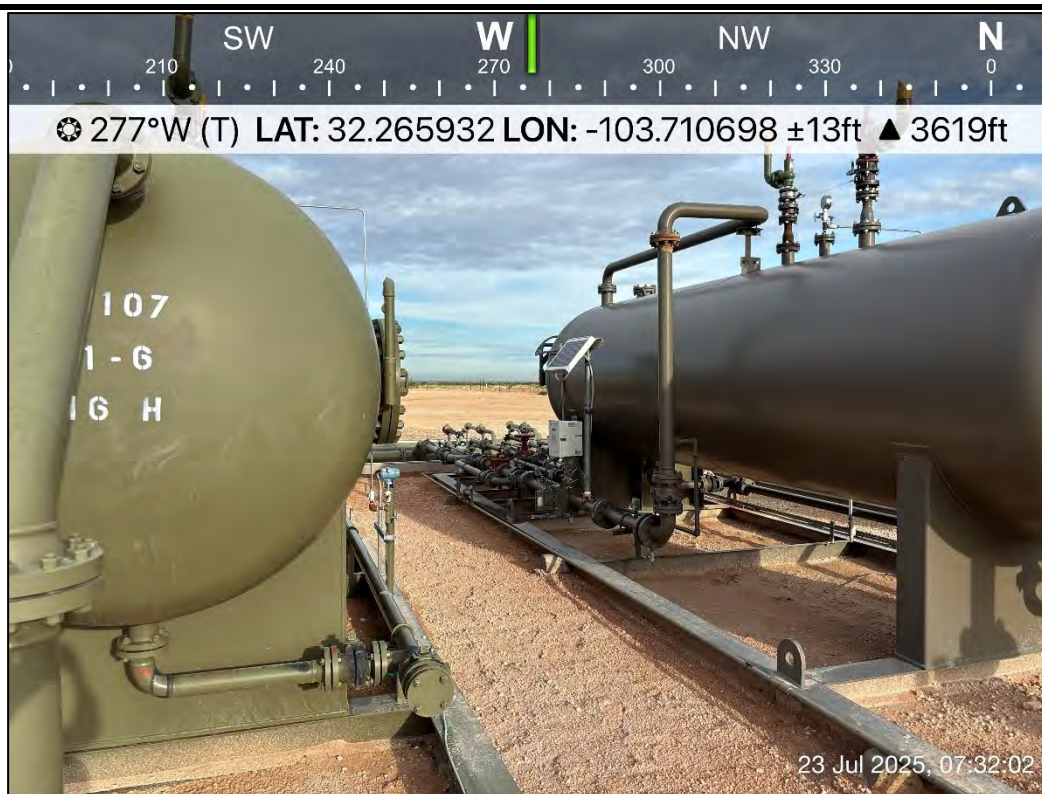 SW W NW N
210 240 270 300 330 0
277°W (T) LAT: 32.265932 LON: -103.710698 ±13ft ▲ 3619ft
107
1-6
16 H
23 Jul 2025, 07:32:02